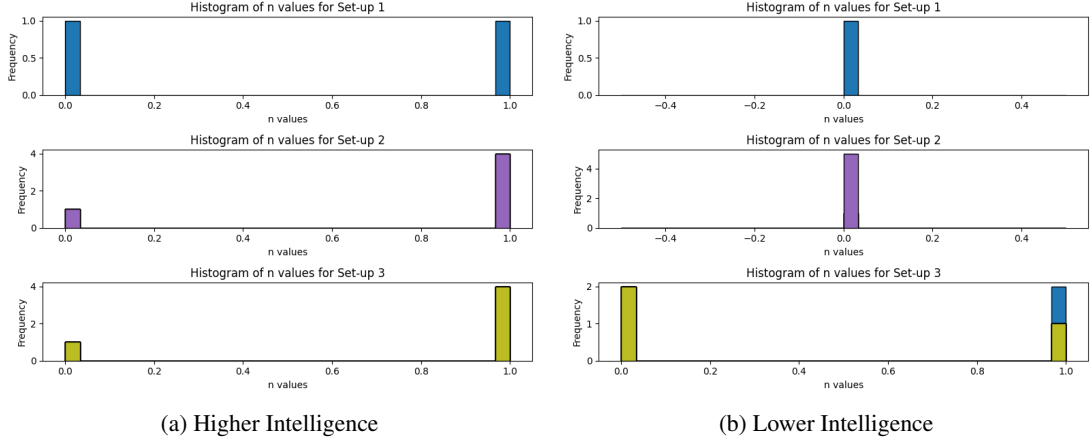 Histogram of n values for Set-up 1
1.0
0.5
0.0
Frequency
0.0 0.2 0.4 0.6 0.8 1.0
n values
Histogram of n values for Set-up 2
4
2
0
Frequency
0.0 0.2 0.4 0.6 0.8 1.0
n values
Histogram of n values for Set-up 3
4
2
0
Frequency
0.0 0.2 0.4 0.6 0.8 1.0
n values
(a) Higher Intelligence
Histogram of n values for Set-up 1
1.0
0.5
0.0
Frequency
−0.4 −0.2 0.0 0.2 0.4
n values
Histogram of n values for Set-up 2
4
2
0
Frequency
−0.4 −0.2 0.0 0.2 0.4
n values
Histogram of n values for Set-up 3
2
1
0
Frequency
0.0 0.2 0.4 0.6 0.8 1.0
n values
(b) Lower Intelligence